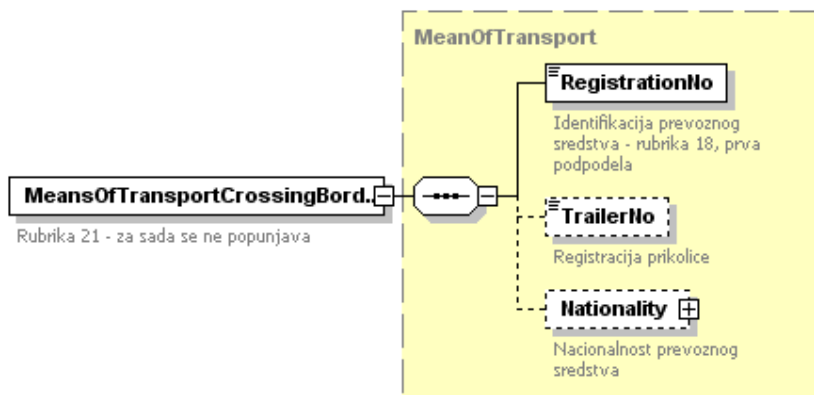 MeanOfTransport
RegistrationNo
Identifikacija prevoznog
sredstva - rubrika 18, prva
podpodela
MeansOfTransportCrossingBord..
Rubrika 21 - za sada se ne popunjava
TrailerNo
Registracija prikolice
Nationality
Nacionalnost prevoznog
sredstva